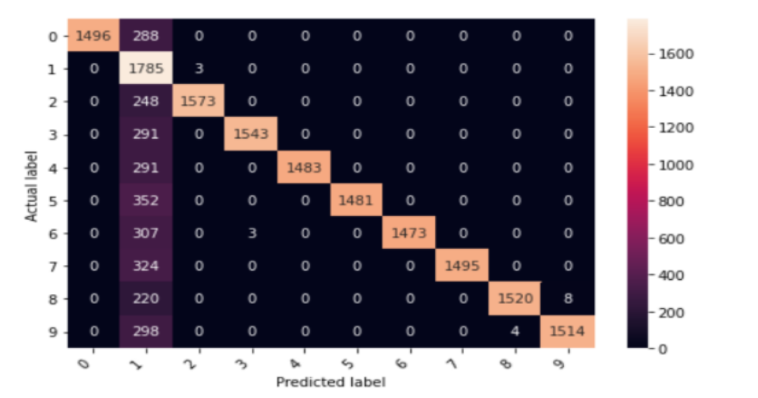 0 1496 288 0 0 0 0 0 0 0 0
1 0 1785 3 0 0 0 0 0 0 0
2 0 248 1573 0 0 0 0 0 0 0
3 0 291 0 1543 0 0 0 0 0 0
4 0 291 0 0 1483 0 0 0 0 0
5 0 352 0 0 0 1481 0 0 0 0
6 0 307 0 3 0 0 1473 0 0 0
7 0 324 0 0 0 0 0 1495 0 0
8 0 220 0 0 0 0 0 0 1520 8
9 0 298 0 0 0 0 0 0 4 1514
0 1 2 3 4 5 6 7 8 9
Predicted label
Actual label
1600
1400
1200
1000
800
600
400
200
0